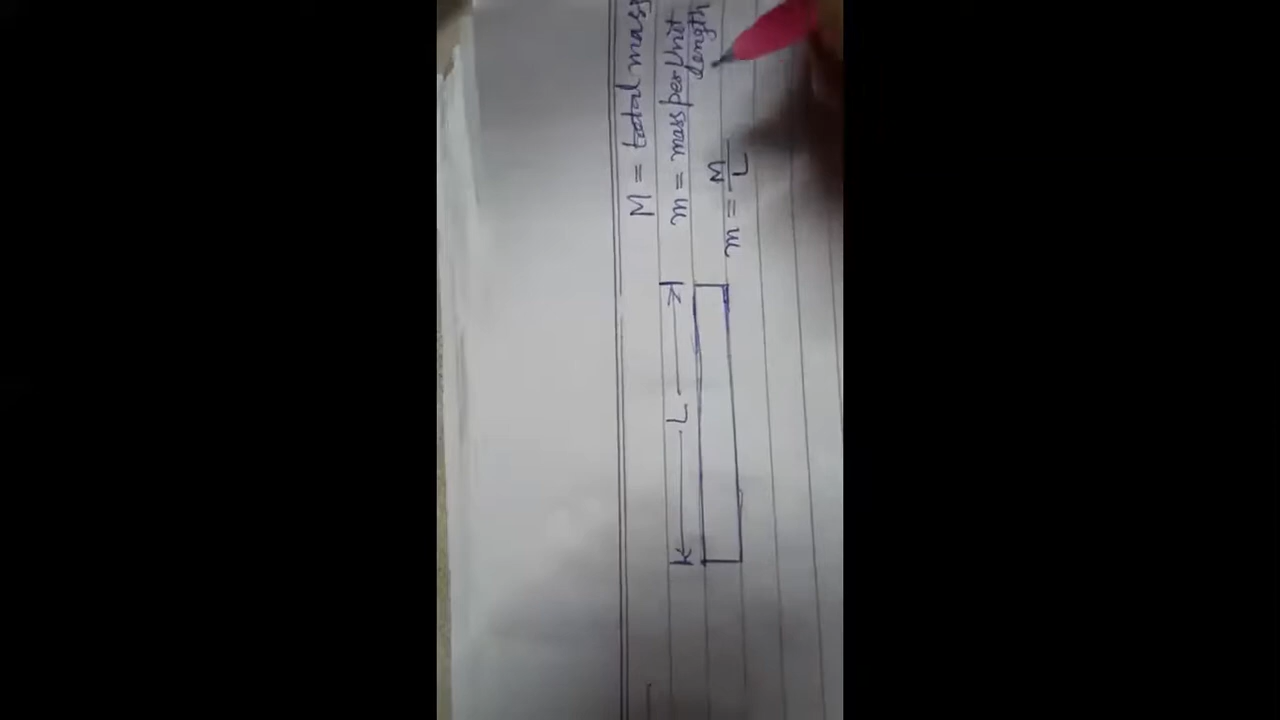 M = total mass
m = mass per Unit
length
m = M/L
L